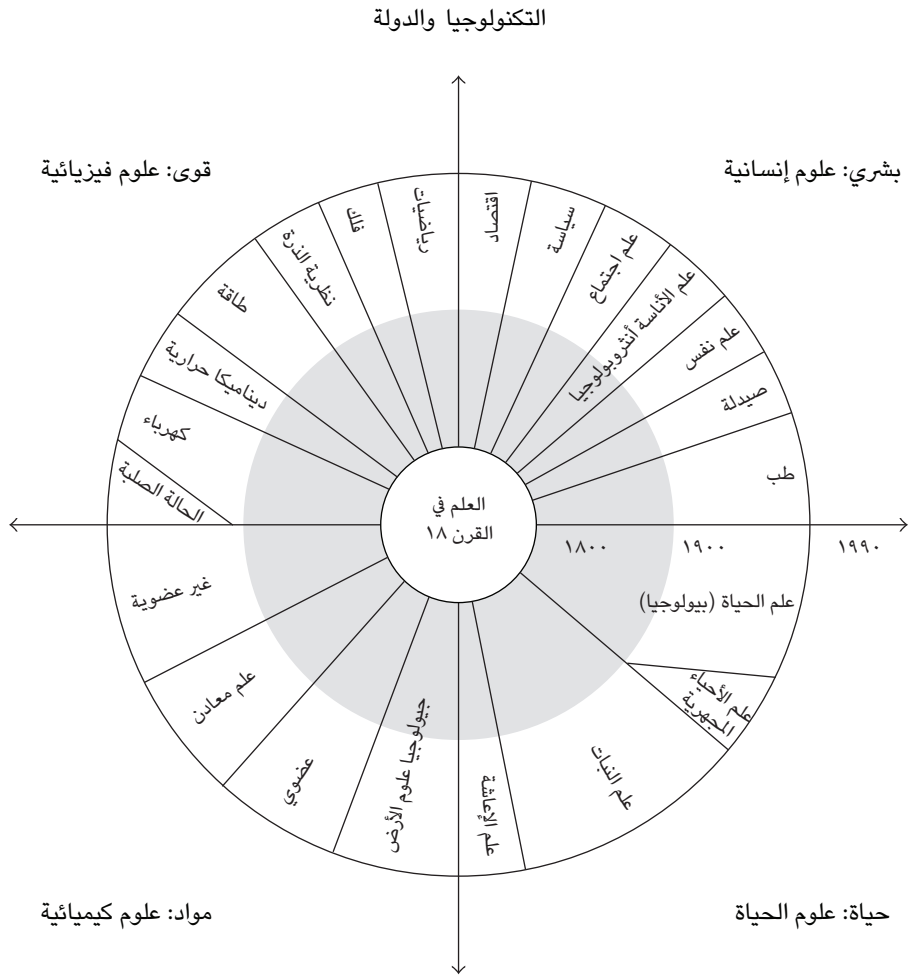 التكنولوجيا والدولة
بشري: علوم إنسانية
قوى: علوم فيزيائية
اقتصاد
سياسة
علم اجتماع
علم الأناسة أنثروبولوجيا
علم نفس
صيدلة
طب
رياضيات
فلك
نظرية الذرة
طاقة
ديناميكا حرارية
كهرباء
الحالة الصلبة
العلم في
القرن ١٨
١٨٠٠
١٩٠٠
١٩٩٠
علم الحياة (بيولوجيا)
علم الأحياء
المجهرية
علم النبات
علم الإعاشة
جيولوجيا علوم الأرض
عضوي
علم معادن
غير عضوية
حياة: علوم الحياة
مواد: علوم كيميائية